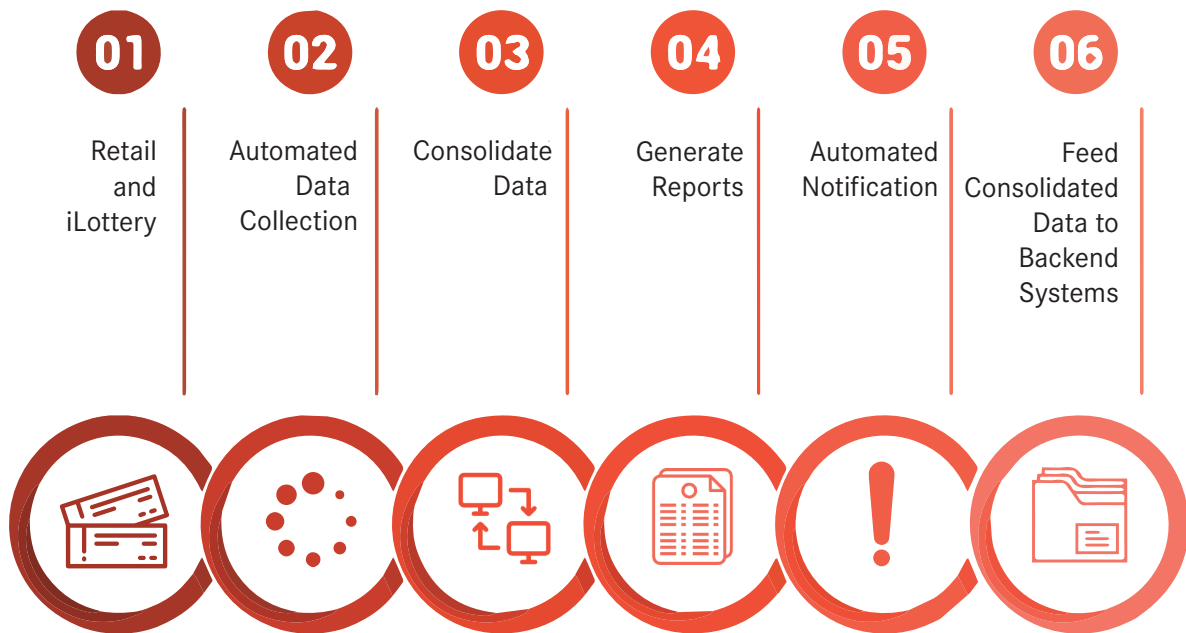 01
Retail
and
iLottery
02
Automated
Data
Collection
03
Consolidate
Data
04
Generate
Reports
05
Automated
Notification
06
Feed
Consolidated
Data to
Backend
Systems